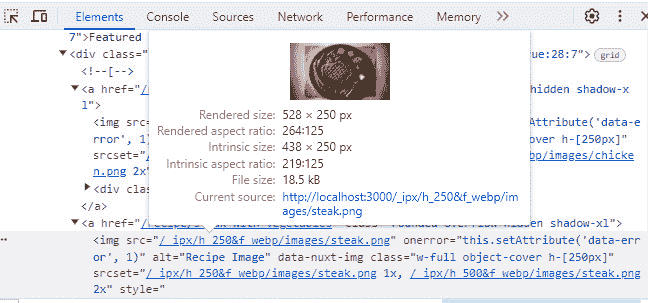 Elements Console Sources Network Performance Memory
7">Featured
<div class=" ue:28:7"> grid
<!--[-->
<a href="/ hidden shadow-x
l">
<img src= Attribute('data-e
rror', 1) -cover h-[250px]"
srcset="/ bp/images/chicke
n.png 2x"
<div clas
</a>
<a href="/recipe/ class="rounded overflow-hidden shadow-xl">
Rendered size: 528 × 250 px
Rendered aspect ratio: 264:125
Intrinsic size: 438 × 250 px
Intrinsic aspect ratio: 219:125
File size: 18.5 kB
Current source: http://localhost:3000/_ipx/h_250&f_webp/im
ages/steak.png
<img src="/_ipx/h_250&f_webp/images/steak.png" onerror="this.setAttribute('data-err
or', 1)" alt="Recipe Image" data-nuxt-img class="w-full object-cover h-[250px]"
srcset="/_ipx/h_250&f_webp/images/steak.png 1x, /_ipx/h_500&f_webp/images/steak.png
2x" style="